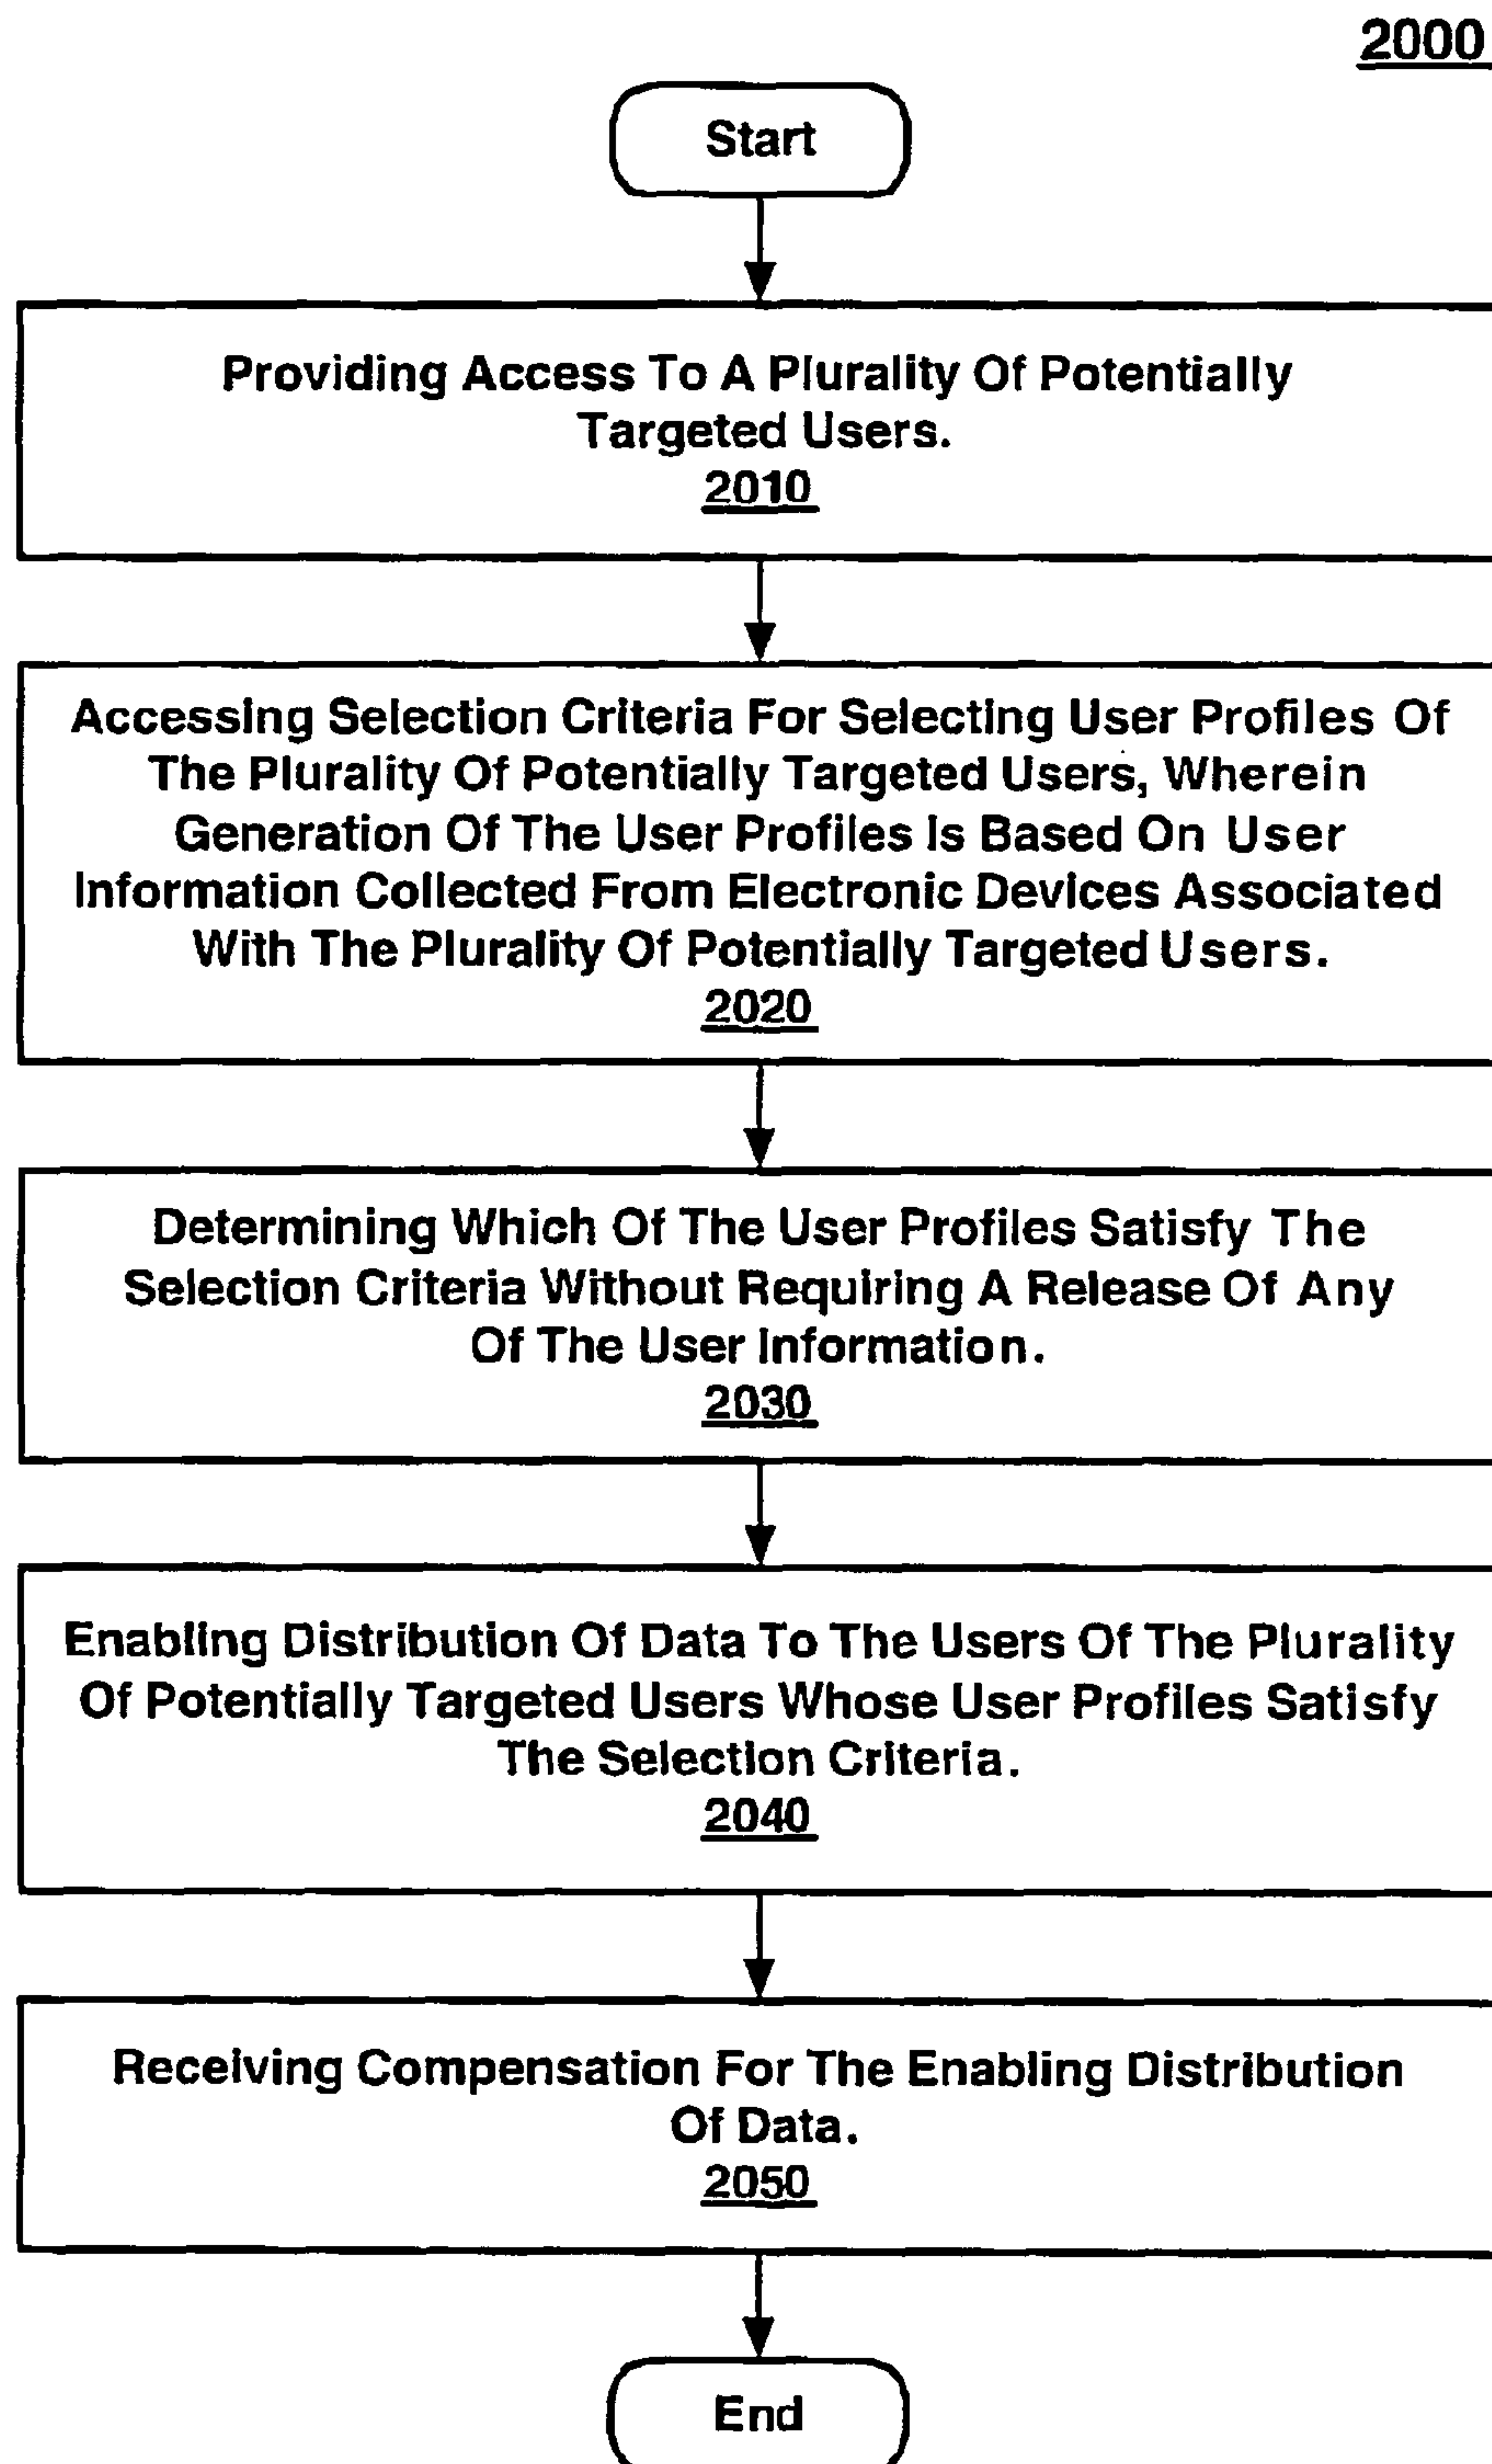 2000
Start
Providing Access To A Plurality Of Potentially
Targeted Users.
2010
Accessing Selection Criteria For Selecting User Profiles Of
The Plurality Of Potentially Targeted Users, Wherein
Generation Of The User Profiles Is Based On User
Information Collected From Electronic Devices Associated
With The Plurality Of Potentially Targeted Users.
2020
Determining Which Of The User Profiles Satisfy The
Selection Criteria Without Requiring A Release Of Any
Of The User Information.
2030
Enabling Distribution Of Data To The Users Of The Plurality
Of Potentially Targeted Users Whose User Profiles Satisfy
The Selection Criteria.
2040
Receiving Compensation For The Enabling Distribution
Of Data.
2050
End